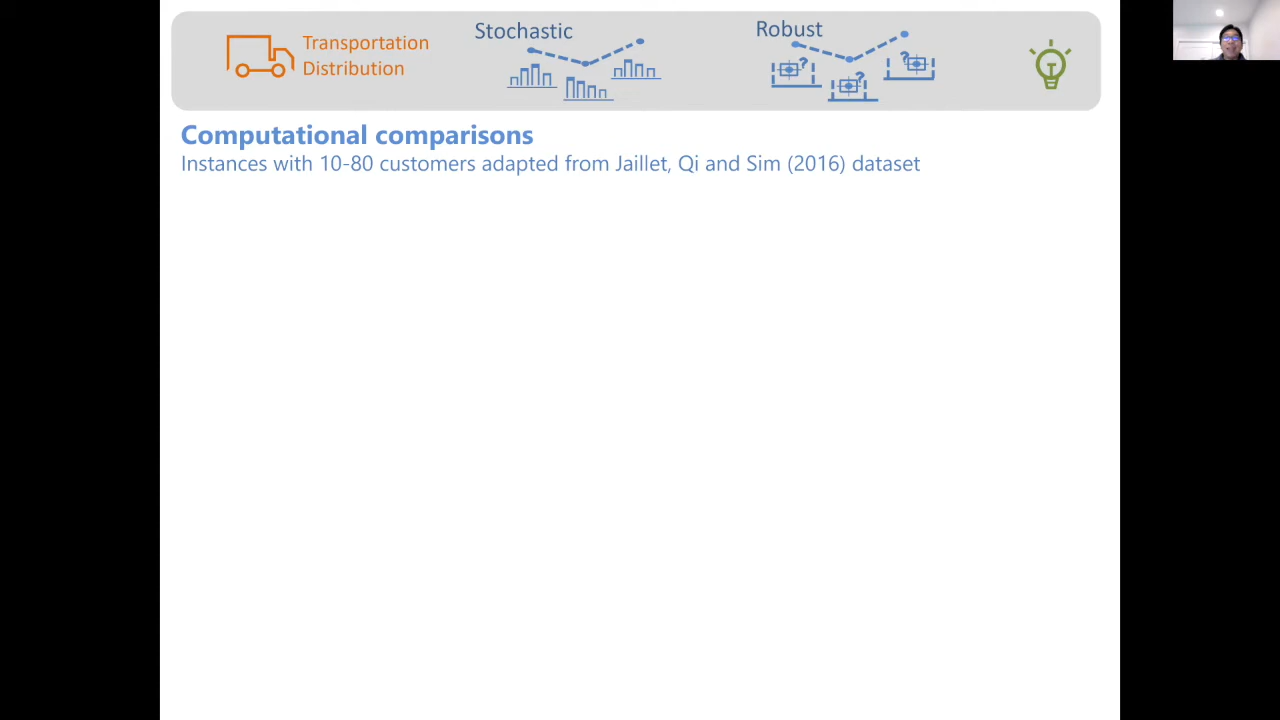 Transportation
Distribution
Stochastic
Robust
? ? ?
Computational comparisons
Instances with 10-80 customers adapted from Jaillet, Qi and Sim (2016) dataset